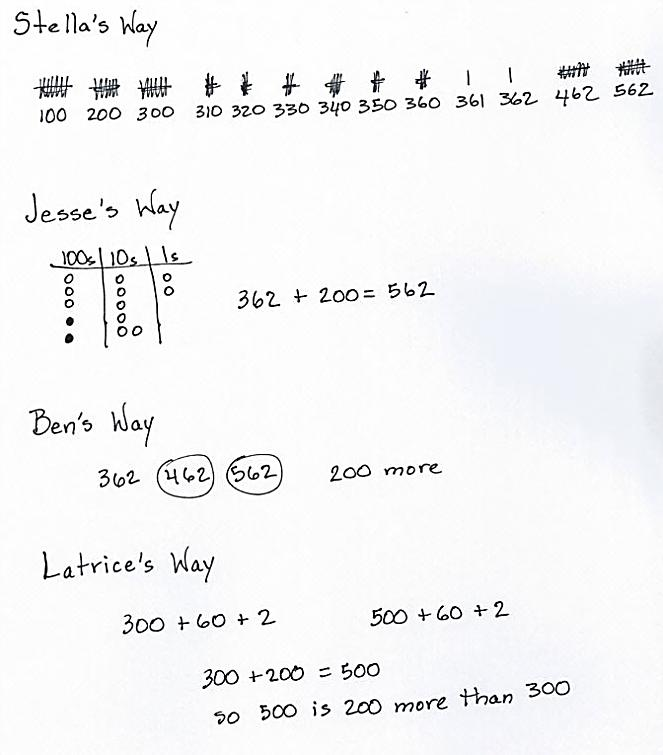 Stella's Way
100 200 300 310 320 330 340 350 360 361 362 462 562
Jesse's Way
100s 10s 1s
362 + 200 = 562
Ben's Way
362 462 562 200 more
Latrice's Way
300 + 60 + 2 500 + 60 + 2
300 + 200 = 500
so 500 is 200 more than 300